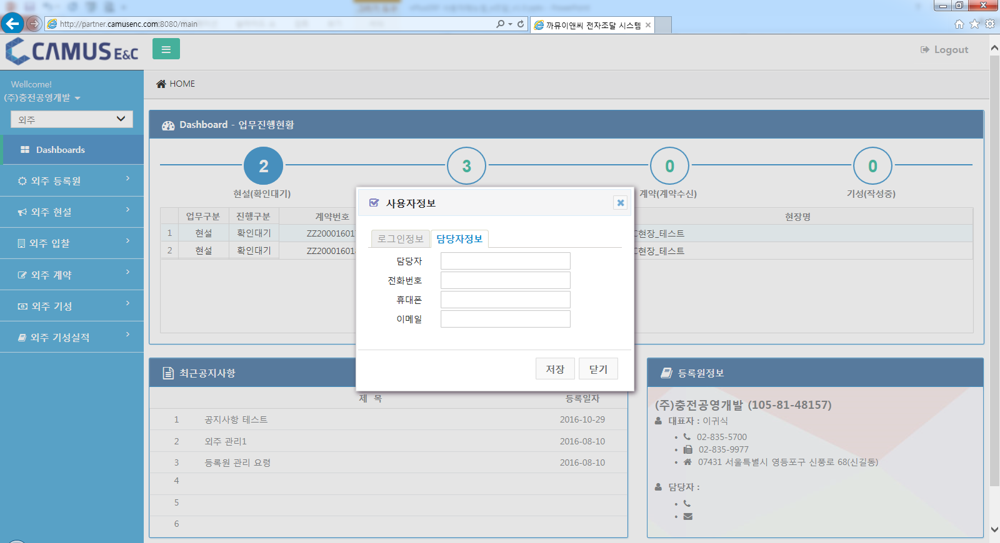 http://partner.camusenc.com:8080/main
까뮤이앤씨 전자조달 시스템
CAMUS E&C
Logout
Wellcome!
(주)충전공영개발
외주
Dashboards
외주 등록원
외주 현설
외주 입찰
외주 계약
외주 기성
외주 기성실적
HOME
Dashboard - 업무진행현황
2 3 0 0
현설(확인대기) 계약(계약수신) 기성(작성중)
업무구분 진행구분 계약번호 현장명
1 현설 확인대기 ZZ2000160 C현장_테스트
2 현설 확인대기 ZZ2000160 C현장_테스트
사용자정보
로그인정보 담당자정보
담당자
전화번호
휴대폰
이메일
저장 닫기
최근공지사항
제 목 등록일자
1 공지사항 테스트 2016-10-29
2 외주 관리1 2016-08-10
3 등록원 관리 요령 2016-08-10
4
5
6
등록원정보
(주)충전공영개발 (105-81-48157)
대표자 : 이귀식
02-835-5700
02-835-9977
07431 서울특별시 영등포구 신풍로 68(신길동)
담당자 :